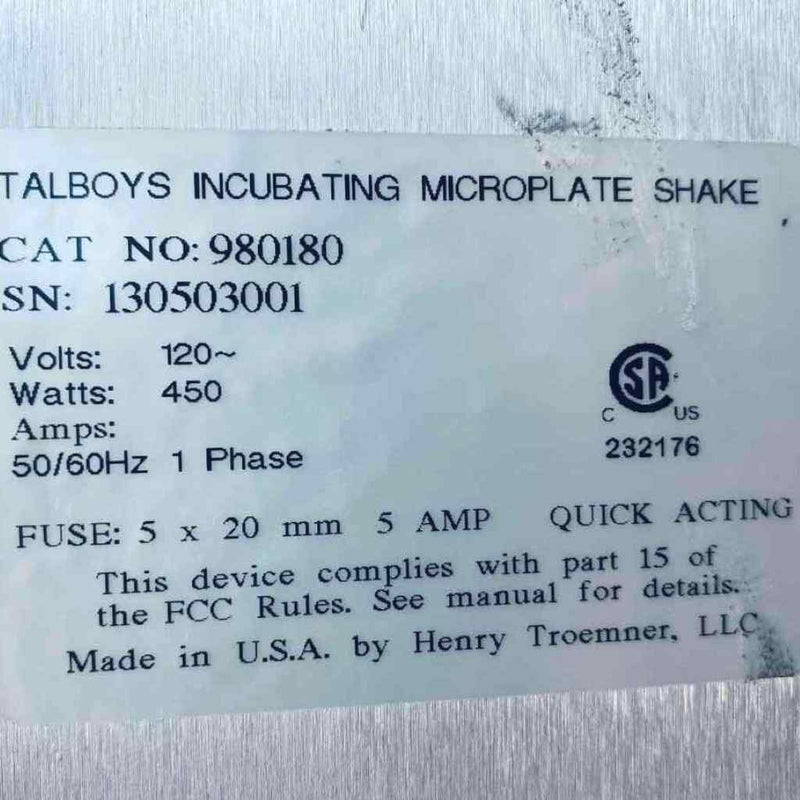 TALBOYS INCUBATING MICROPLATE SHAKE
CAT NO: 980180
SN: 130503001
Volts: 120~
Watts: 450
Amps:
50/60Hz 1 Phase
SA
C US
232176
FUSE: 5 x 20 mm 5 AMP QUICK ACTING
This device complies with part 15 of
the FCC Rules. See manual for details.
Made in U.S.A. by Henry Troemner, LLC